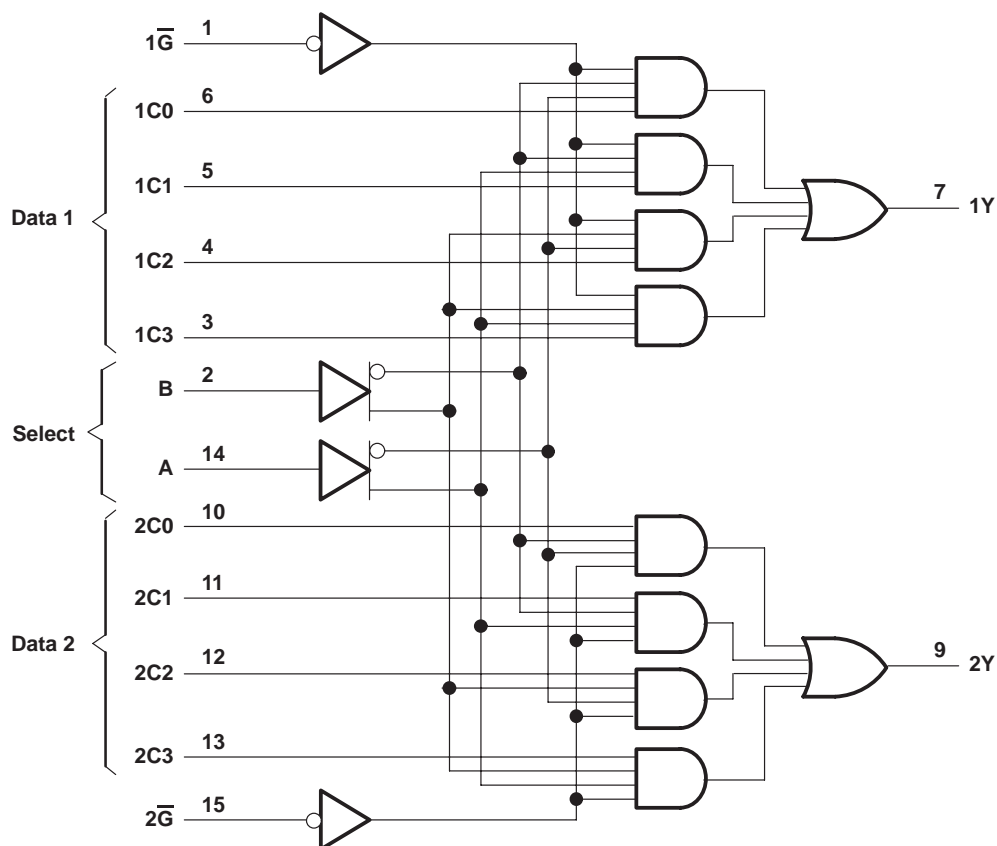 1G̅ 1
1C0 6
1C1 5
Data 1
1C2 4
1C3 3
B 2
Select
A 14
2C0 10
2C1 11
Data 2
2C2 12
2C3 13
2G̅ 15
7 1Y
9 2Y